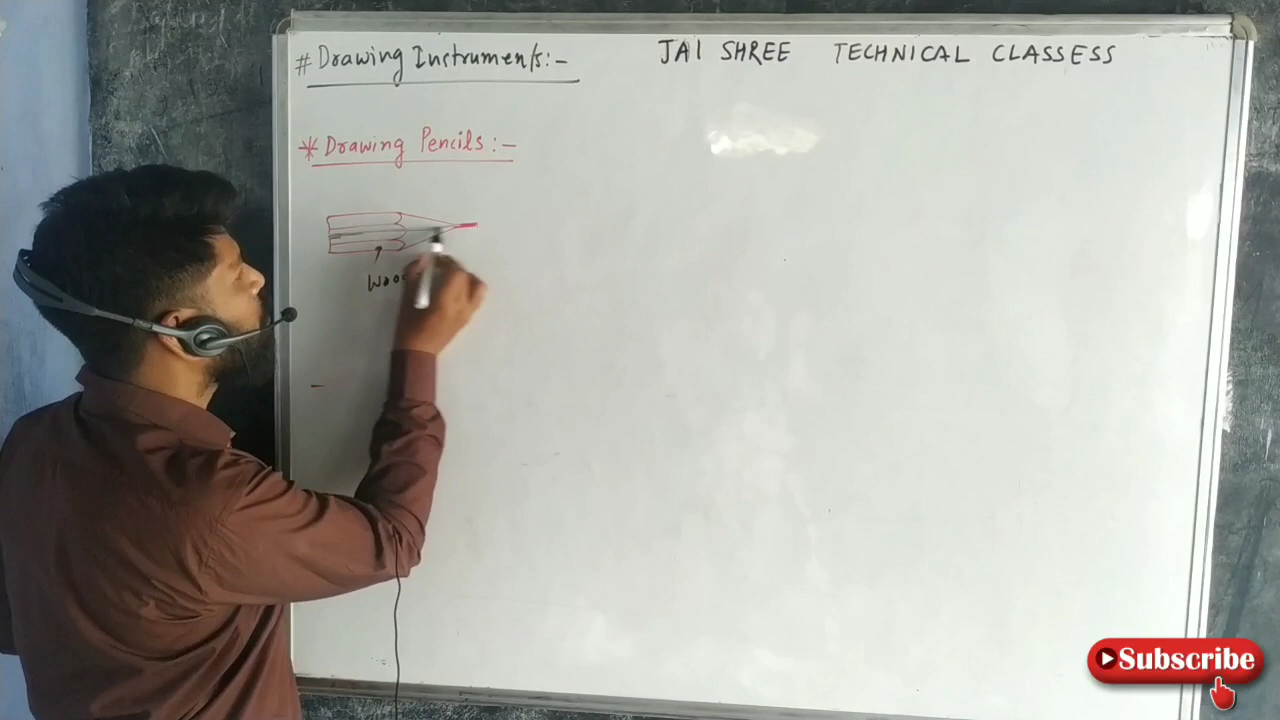 # Drawing Instruments:-
JAI SHREE TECHNICAL CLASSESS
* Drawing Pencils:-
Subscribe